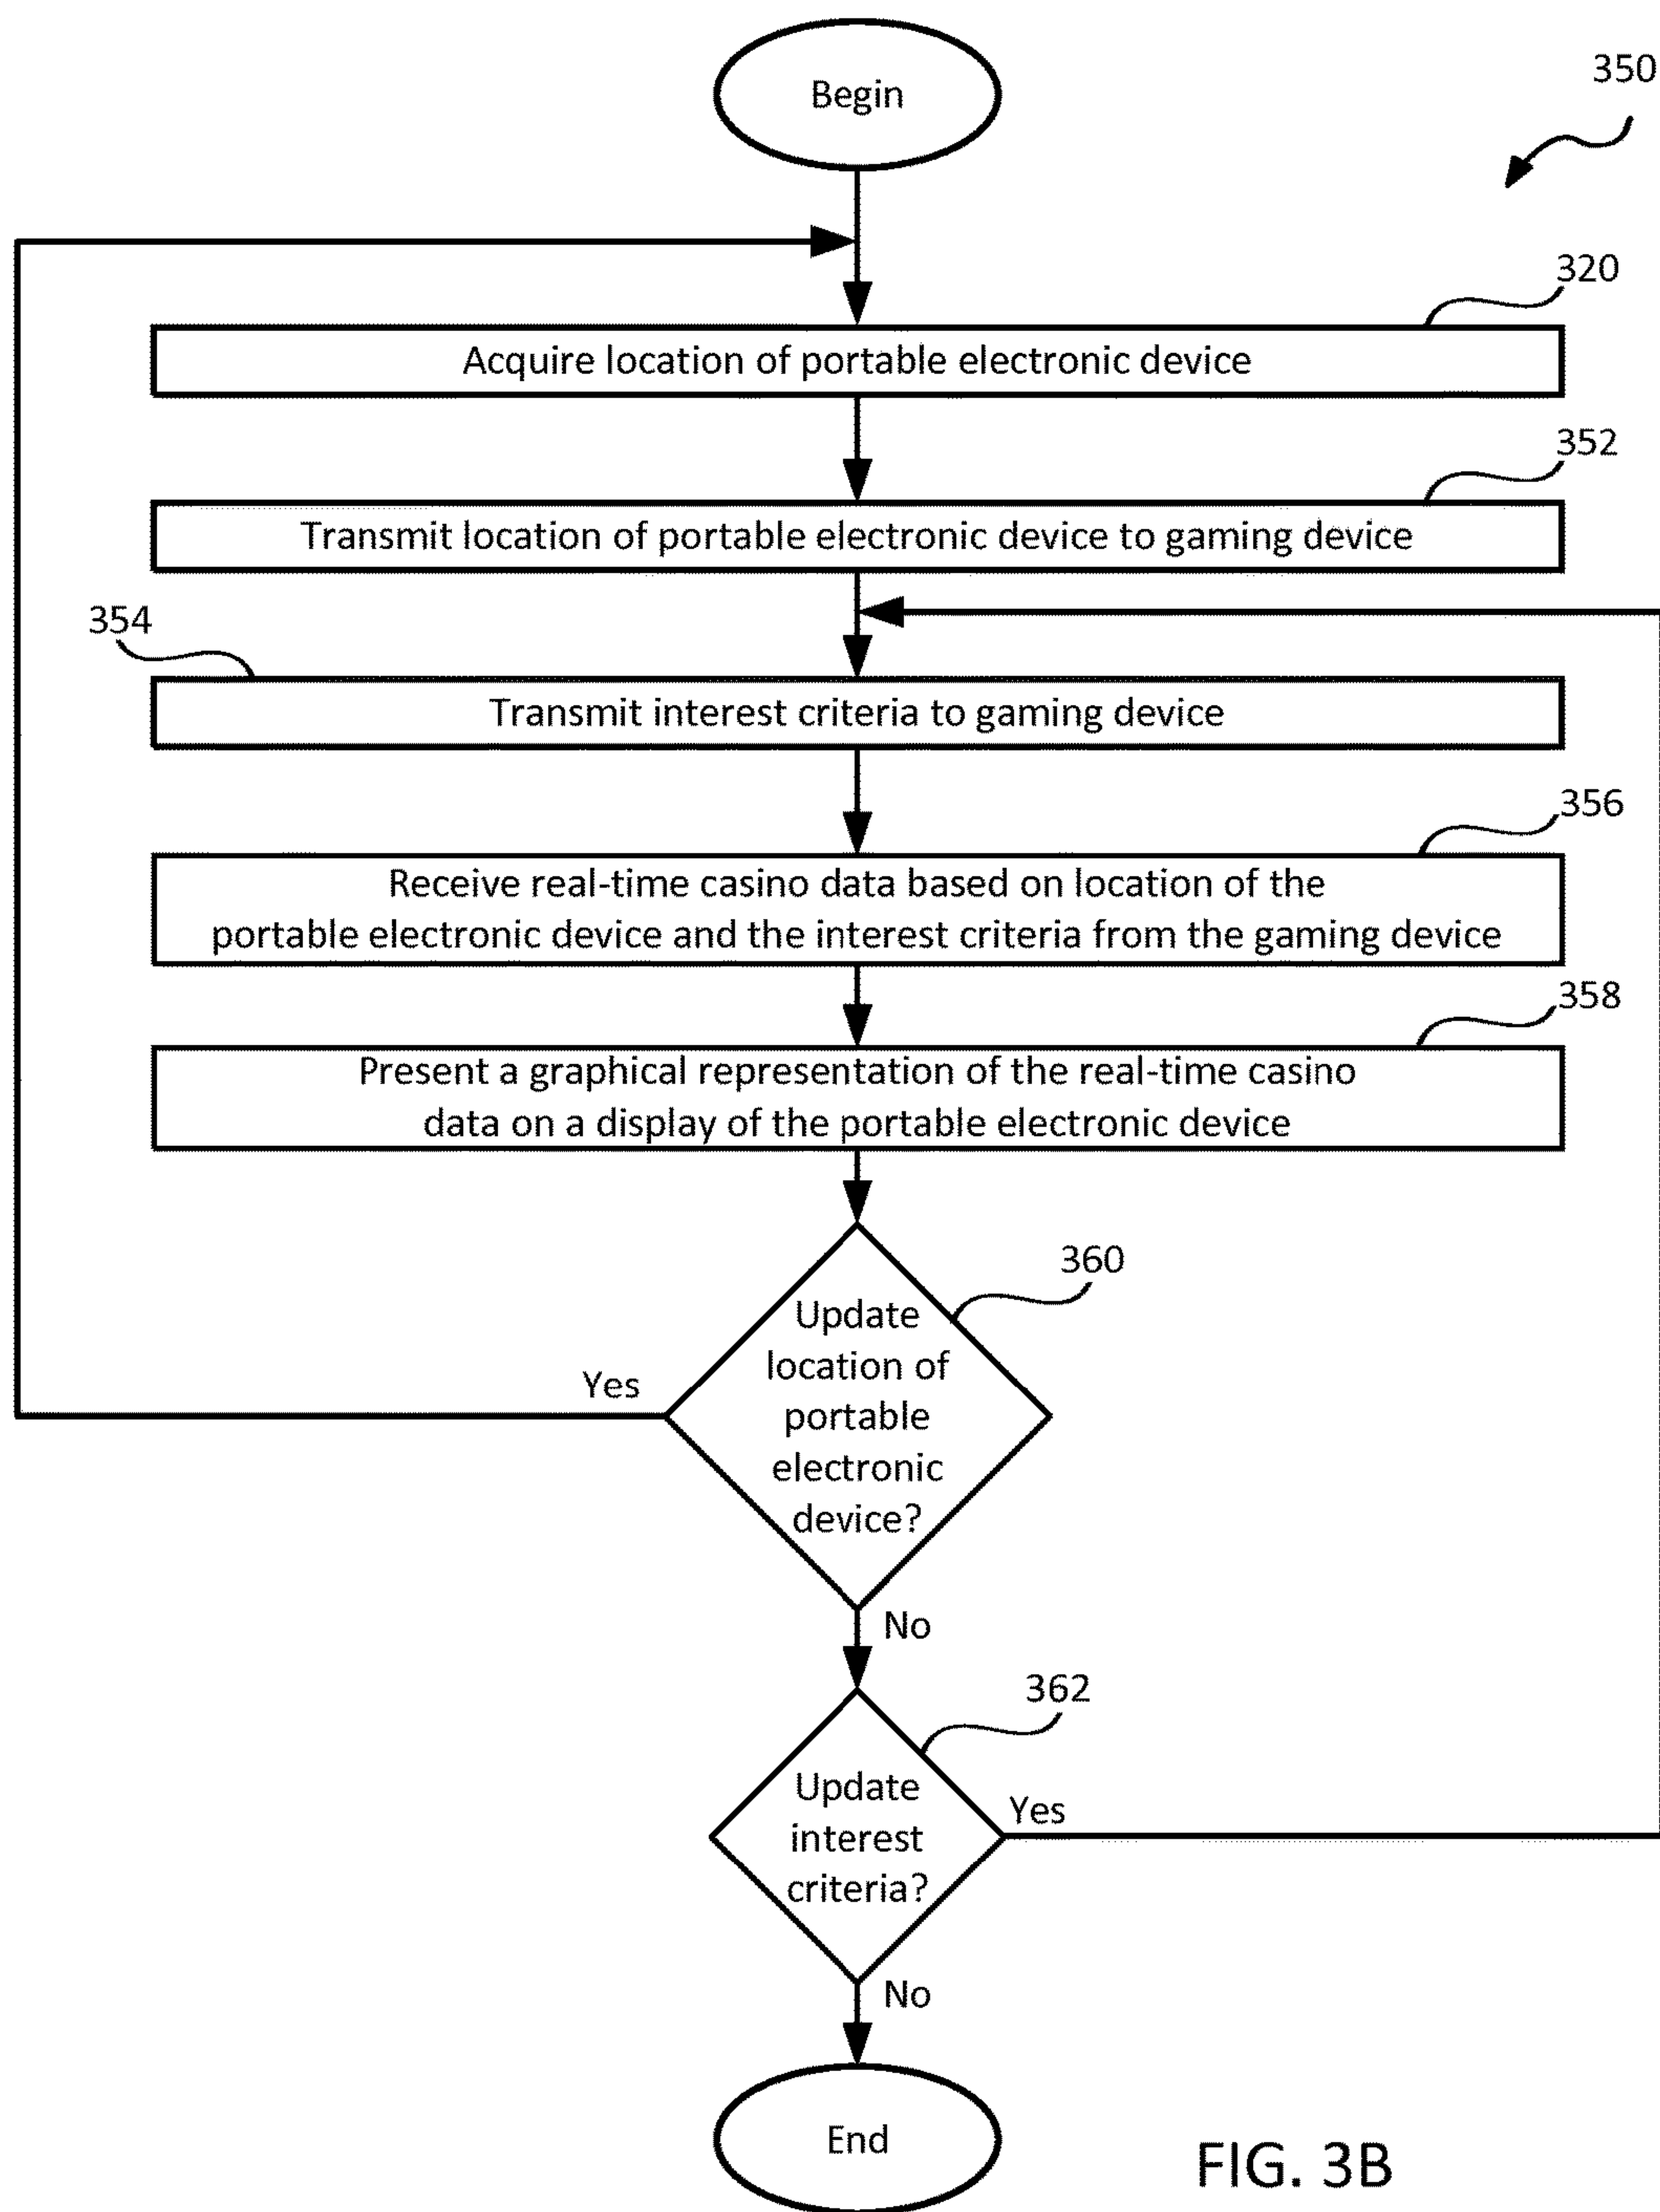 Begin
350
320
Acquire location of portable electronic device
352
Transmit location of portable electronic device to gaming device
354
Transmit interest criteria to gaming device
356
Receive real-time casino data based on location of the
portable electronic device and the interest criteria from the gaming device
358
Present a graphical representation of the real-time casino
data on a display of the portable electronic device
360
Update
location of
portable
electronic
device?
Yes
No
362
Update
interest
criteria?
Yes
No
End
FIG. 3B